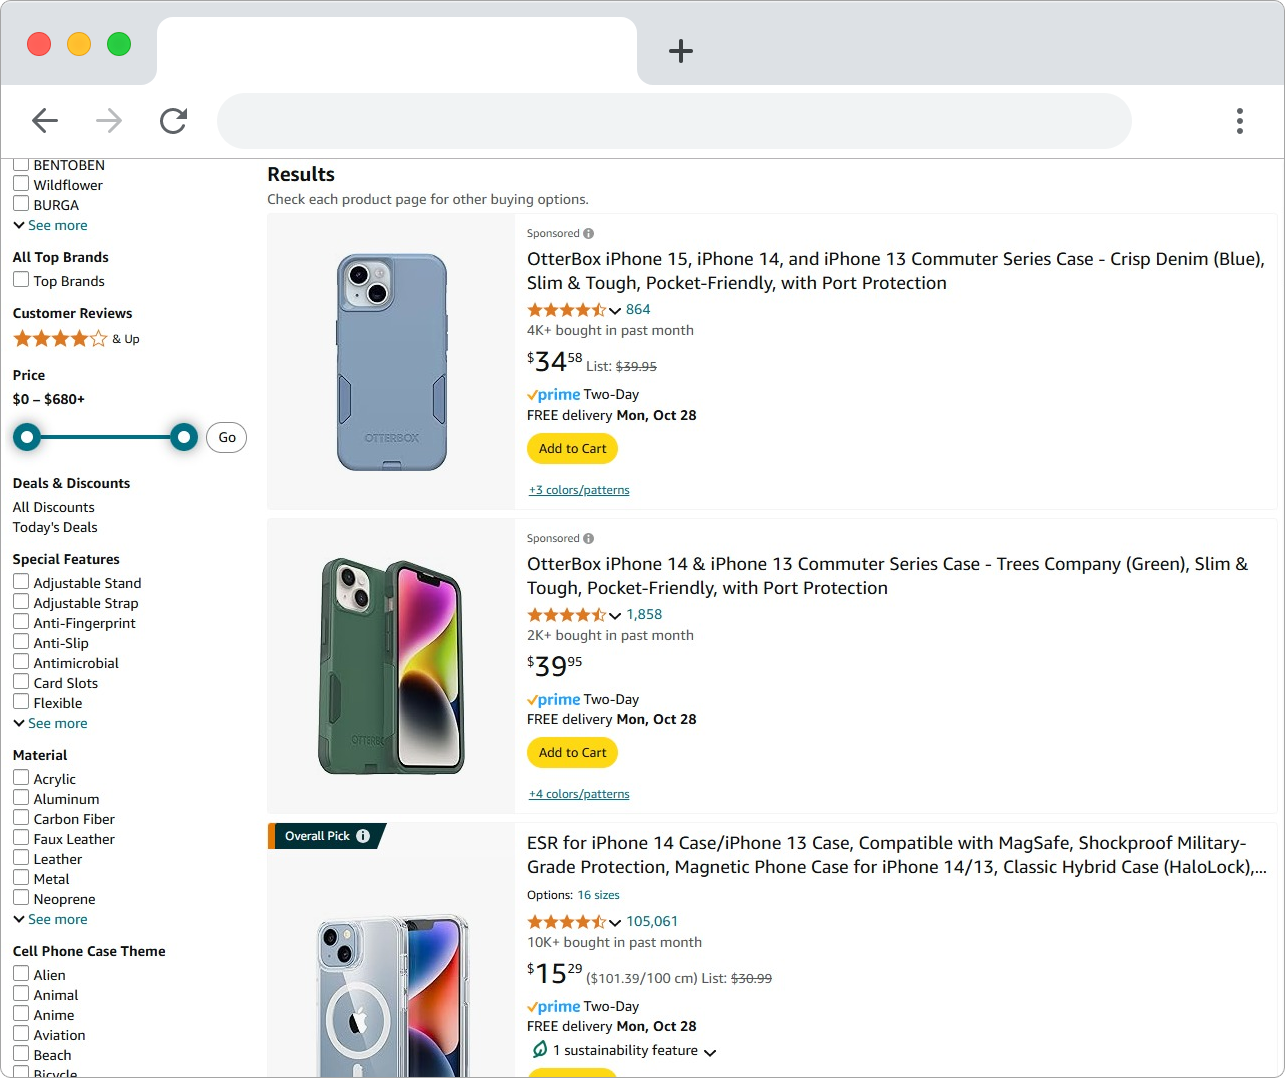 BENTOBEN
Wildflower
BURGA
See more
All Top Brands
Top Brands
Customer Reviews
& Up
Price
$0 – $680+
Go
Deals & Discounts
All Discounts
Today's Deals
Special Features
Adjustable Stand
Adjustable Strap
Anti-Fingerprint
Anti-Slip
Antimicrobial
Card Slots
Flexible
See more
Material
Acrylic
Aluminum
Carbon Fiber
Faux Leather
Leather
Metal
Neoprene
See more
Cell Phone Case Theme
Alien
Animal
Anime
Aviation
Beach
Bicycle
Results
Check each product page for other buying options.
OTTERBOX
Sponsored
OtterBox iPhone 15, iPhone 14, and iPhone 13 Commuter Series Case - Crisp Denim (Blue),
Slim & Tough, Pocket-Friendly, with Port Protection
864
4K+ bought in past month
$3458 List: $39.95
prime Two-Day
FREE delivery Mon, Oct 28
Add to Cart
+3 colors/patterns
OTTERB
Sponsored
OtterBox iPhone 14 & iPhone 13 Commuter Series Case - Trees Company (Green), Slim &
Tough, Pocket-Friendly, with Port Protection
1,858
2K+ bought in past month
$3995
prime Two-Day
FREE delivery Mon, Oct 28
Add to Cart
+4 colors/patterns
Overall Pick
ESR for iPhone 14 Case/iPhone 13 Case, Compatible with MagSafe, Shockproof Military-
Grade Protection, Magnetic Phone Case for iPhone 14/13, Classic Hybrid Case (HaloLock),...
Options: 16 sizes
105,061
10K+ bought in past month
$1529 ($101.39/100 cm) List: $30.99
prime Two-Day
FREE delivery Mon, Oct 28
1 sustainability feature